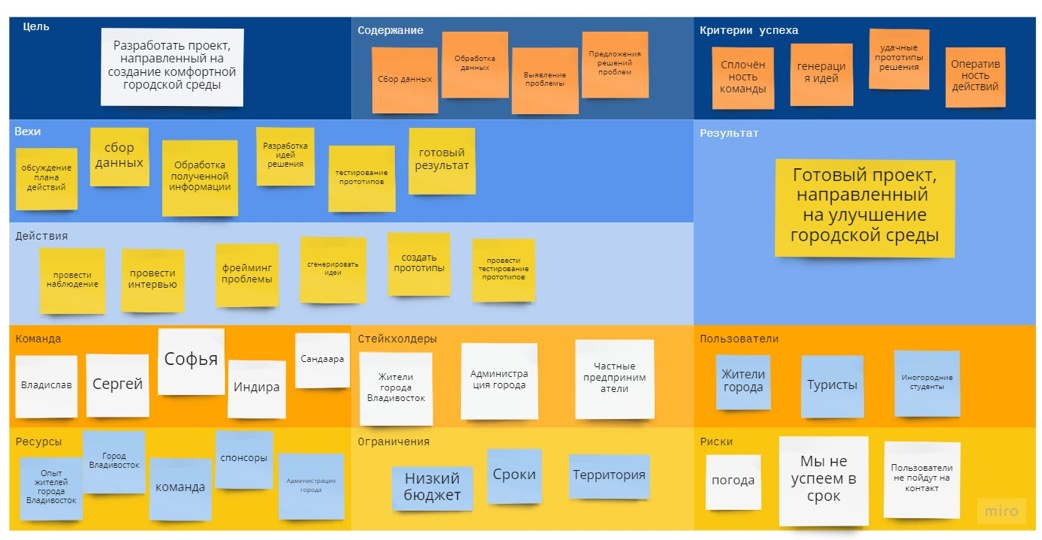 Цель
Разработать проект,
направленный на
создание комфортной
городской среды
Содержание
Сбор данных
Обработка
данных
Выявление
проблемы
Предложения
решений
проблем
Критерии успеха
Сплочён
ность
команды
генераци
я идей
удачные
прототипы
решения
Оператив
ность
действий
Вехи
обсуждение
плана
действий
сбор
данных
Обработка
полученной
информации
Разработка
идей
решения
тестирование
прототипов
готовый
результат
Результат
Готовый проект,
направленный
на улучшение
городской среды
Действия
провести
наблюдение
провести
интервью
фрейминг
проблемы
сгенерировать
идеи
создать
прототипы
провести
тестирование
прототипов
Команда
Владислав
Сергей
Софья
Индира
Сандаара
Стейкхолдеры
Жители
города
Владивосток
Администра
ция города
Частные
предприним
атели
Пользователи
Жители
города
Туристы
Иногородние
студенты
Ресурсы
Опыт
жителей
города
Владивосток
Город
Владивосток
команда
спонсоры
Администрация
города
Ограничения
Низкий
бюджет
Сроки
Территория
Риски
погода
Мы не
успеем в
срок
Пользователи
не пойдут на
контакт
miro